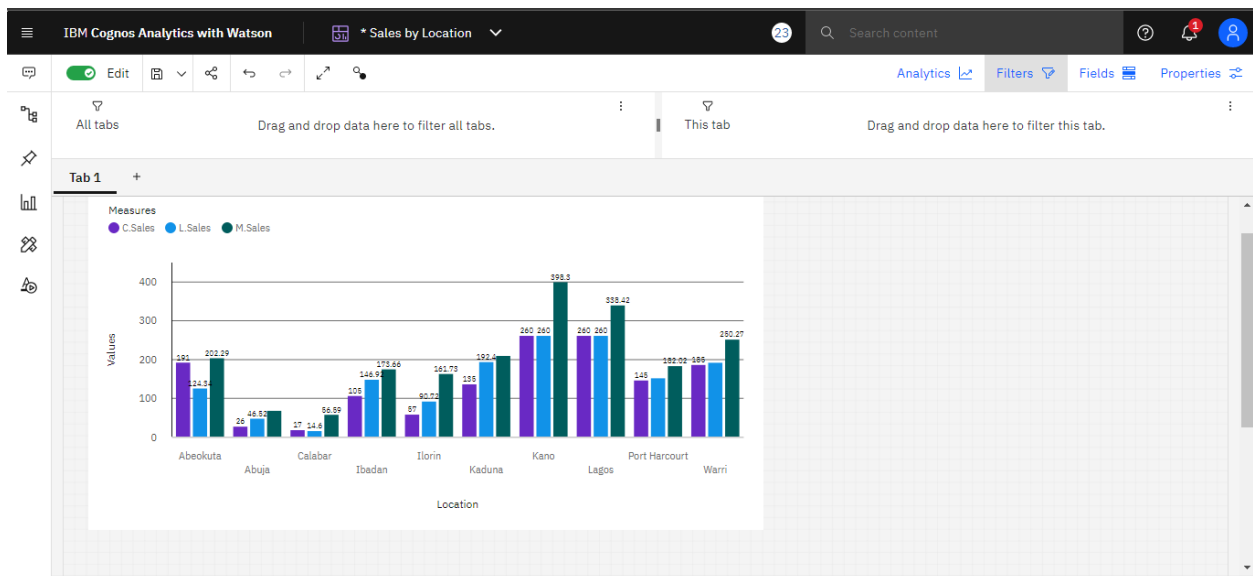 IBM Cognos Analytics with Watson
* Sales by Location
23
Search content
1
Edit
Analytics
Filters
Fields
Properties
All tabs
Drag and drop data here to filter all tabs.
This tab
Drag and drop data here to filter this tab.
Tab 1 +
Measures
C.Sales L.Sales M.Sales
Values
400
300
200
100
0
191 124.34 202.29
26 46.52
17 14.6 56.59
105 146.92 173.66
57 90.72 161.73
135 192.4
260 260 398.3
260 260 338.42
145 182.02
185 250.27
Abeokuta
Abuja
Calabar
Ibadan
Ilorin
Kaduna
Kano
Lagos
Port Harcourt
Warri
Location